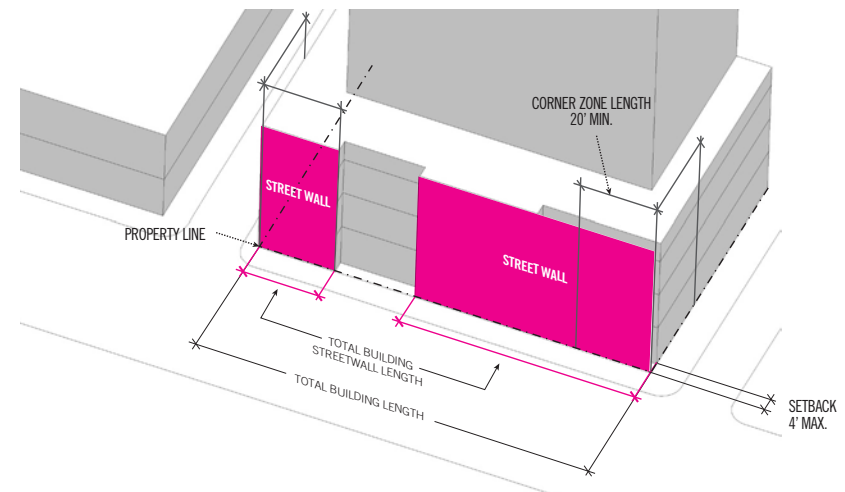 CORNER ZONE LENGTH
20' MIN.
STREET WALL
PROPERTY LINE
STREET WALL
TOTAL BUILDING
STREETWALL LENGTH
TOTAL BUILDING LENGTH
SETBACK
4' MAX.